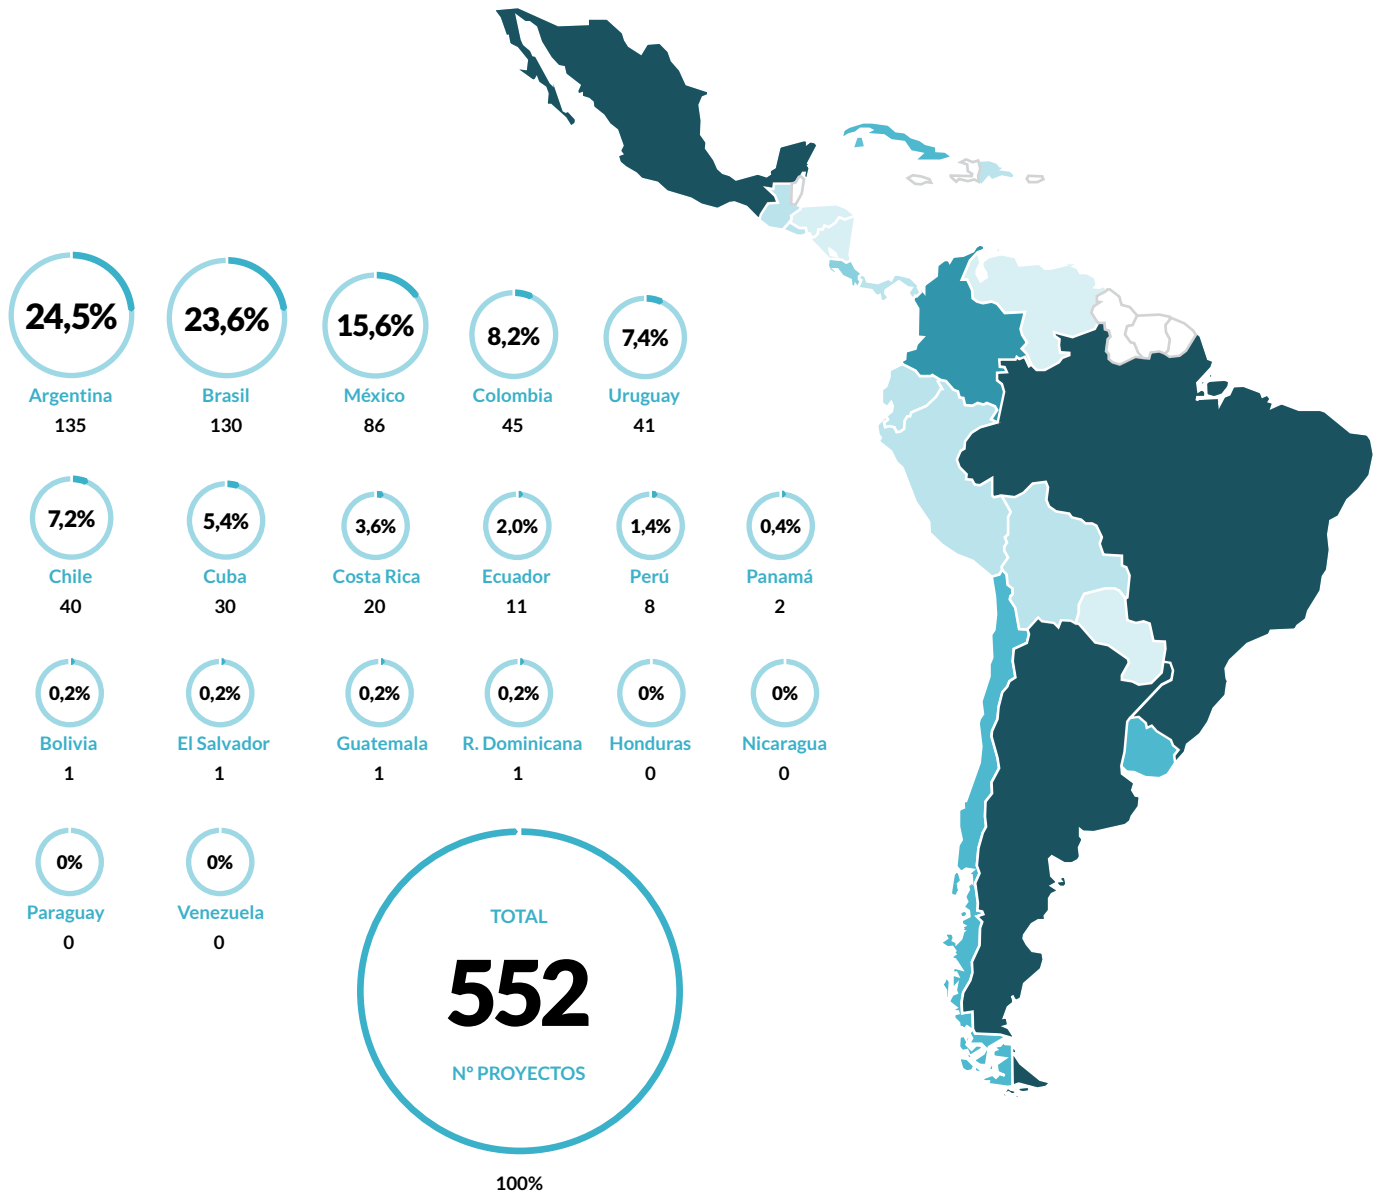 24,5%
Argentina
135
23,6%
Brasil
130
15,6%
México
86
8,2%
Colombia
45
7,4%
Uruguay
41
7,2%
Chile
40
5,4%
Cuba
30
3,6%
Costa Rica
20
2,0%
Ecuador
11
1,4%
Perú
8
0,4%
Panamá
2
0,2%
Bolivia
1
0,2%
El Salvador
1
0,2%
Guatemala
1
0,2%
R. Dominicana
1
0%
Honduras
0
0%
Nicaragua
0
0%
Paraguay
0
0%
Venezuela
0
TOTAL
552
Nº PROYECTOS
100%